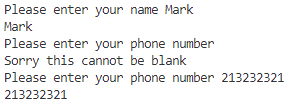 Please enter your name Mark
Mark
Please enter your phone number
Sorry this cannot be blank
Please enter your phone number 213232321
213232321